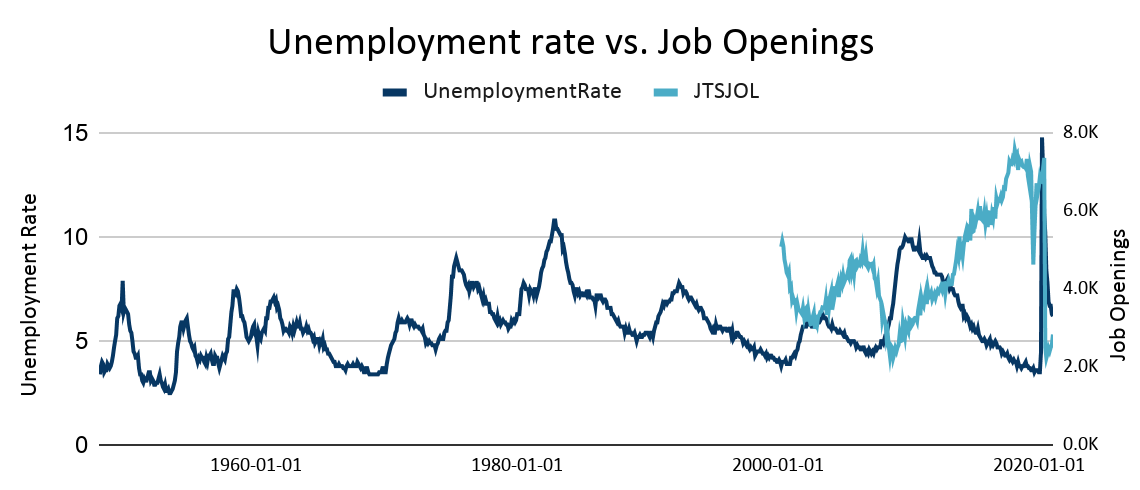 Unemployment rate vs. Job Openings
UnemploymentRate
JTSJOL
15
10
5
0
Unemployment Rate
8.0K
6.0K
4.0K
2.0K
0.0K
Job Openings
1960-01-01
1980-01-01
2000-01-01
2020-01-01